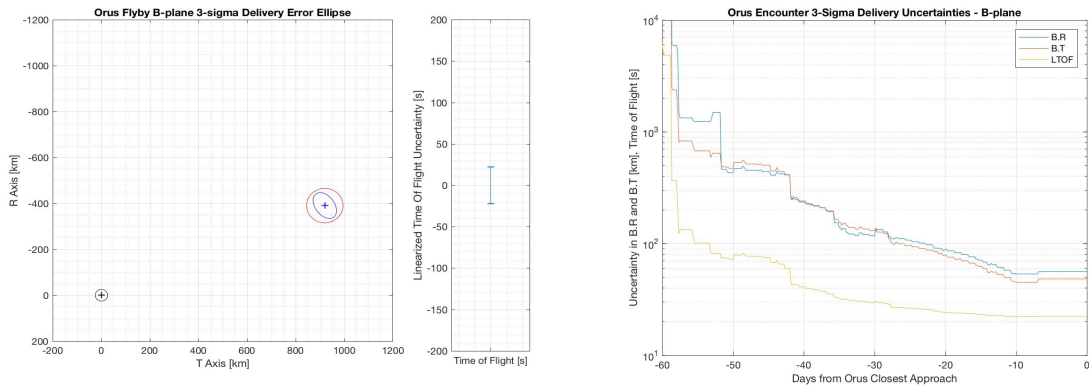 Orus Flyby B-plane 3-sigma Delivery Error Ellipse
-1200
-1000
-800
-600
-400
-200
0
200
R Axis [km]
-200 0 200 400 600 800 1000 1200
T Axis [km]
200
150
100
50
0
-50
-100
-150
-200
Linearized Time Of Flight Uncertainty [s]
Time of Flight [s]
Orus Encounter 3-Sigma Delivery Uncertainties - B-plane
10^4
10^3
10^2
10^1
Uncertainty in B.R and B.T [km], Time of Flight [s]
B.R
B.T
LTOF
-60 -50 -40 -30 -20 -10 0
Days from Orus Closest Approach